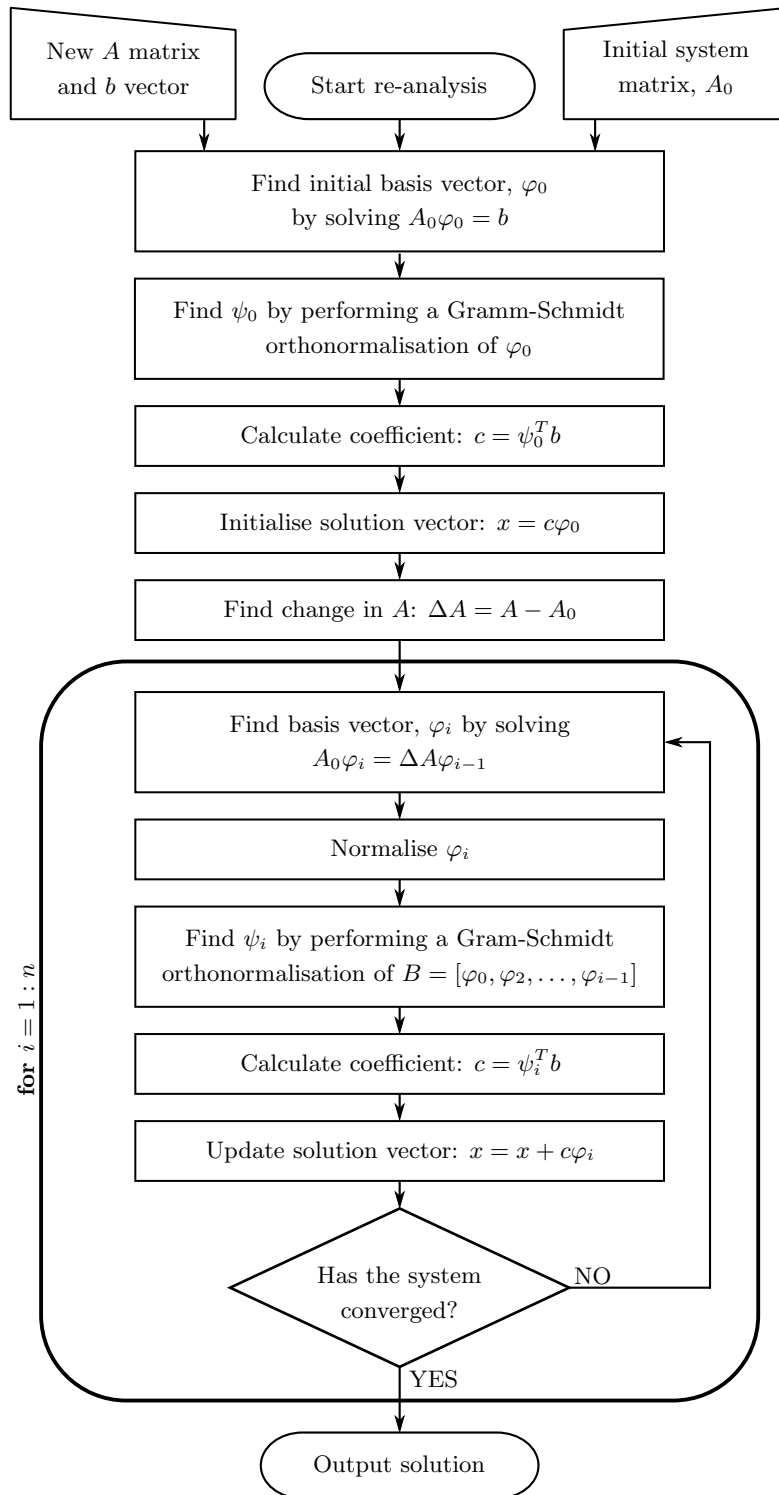 New A matrix
and b vector
Start re-analysis
Initial system
matrix, A₀
Find initial basis vector, φ₀
by solving A₀φ₀ = b
Find ψ₀ by performing a Gramm-Schmidt
orthonormalisation of φ₀
Calculate coefficient: c = ψ₀ᵀb
Initialise solution vector: x = cφ₀
Find change in A: ΔA = A − A₀
for i = 1 : n
Find basis vector, φᵢ by solving
A₀φᵢ = ΔAφᵢ₋₁
Normalise φᵢ
Find ψᵢ by performing a Gram-Schmidt
orthonormalisation of B = [φ₀, φ₂, . . . , φᵢ₋₁]
Calculate coefficient: c = ψᵢᵀb
Update solution vector: x = x + cφᵢ
Has the system
converged?
NO
YES
Output solution